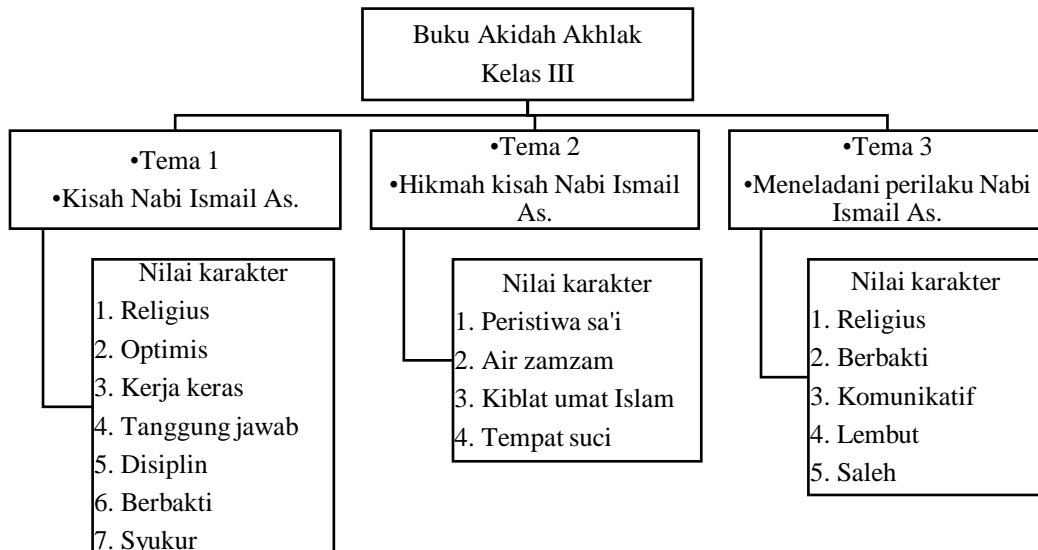 Buku Akidah Akhlak
Kelas III
•Tema 1
•Kisah Nabi Ismail As.
•Tema 2
•Hikmah kisah Nabi Ismail
As.
•Tema 3
•Meneladani perilaku Nabi
Ismail As.
Nilai karakter
1. Religius
2. Optimis
3. Kerja keras
4. Tanggung jawab
5. Disiplin
6. Berbakti
7. Syukur
Nilai karakter
1. Peristiwa sa'i
2. Air zamzam
3. Kiblat umat Islam
4. Tempat suci
Nilai karakter
1. Religius
2. Berbakti
3. Komunikatif
4. Lembut
5. Saleh